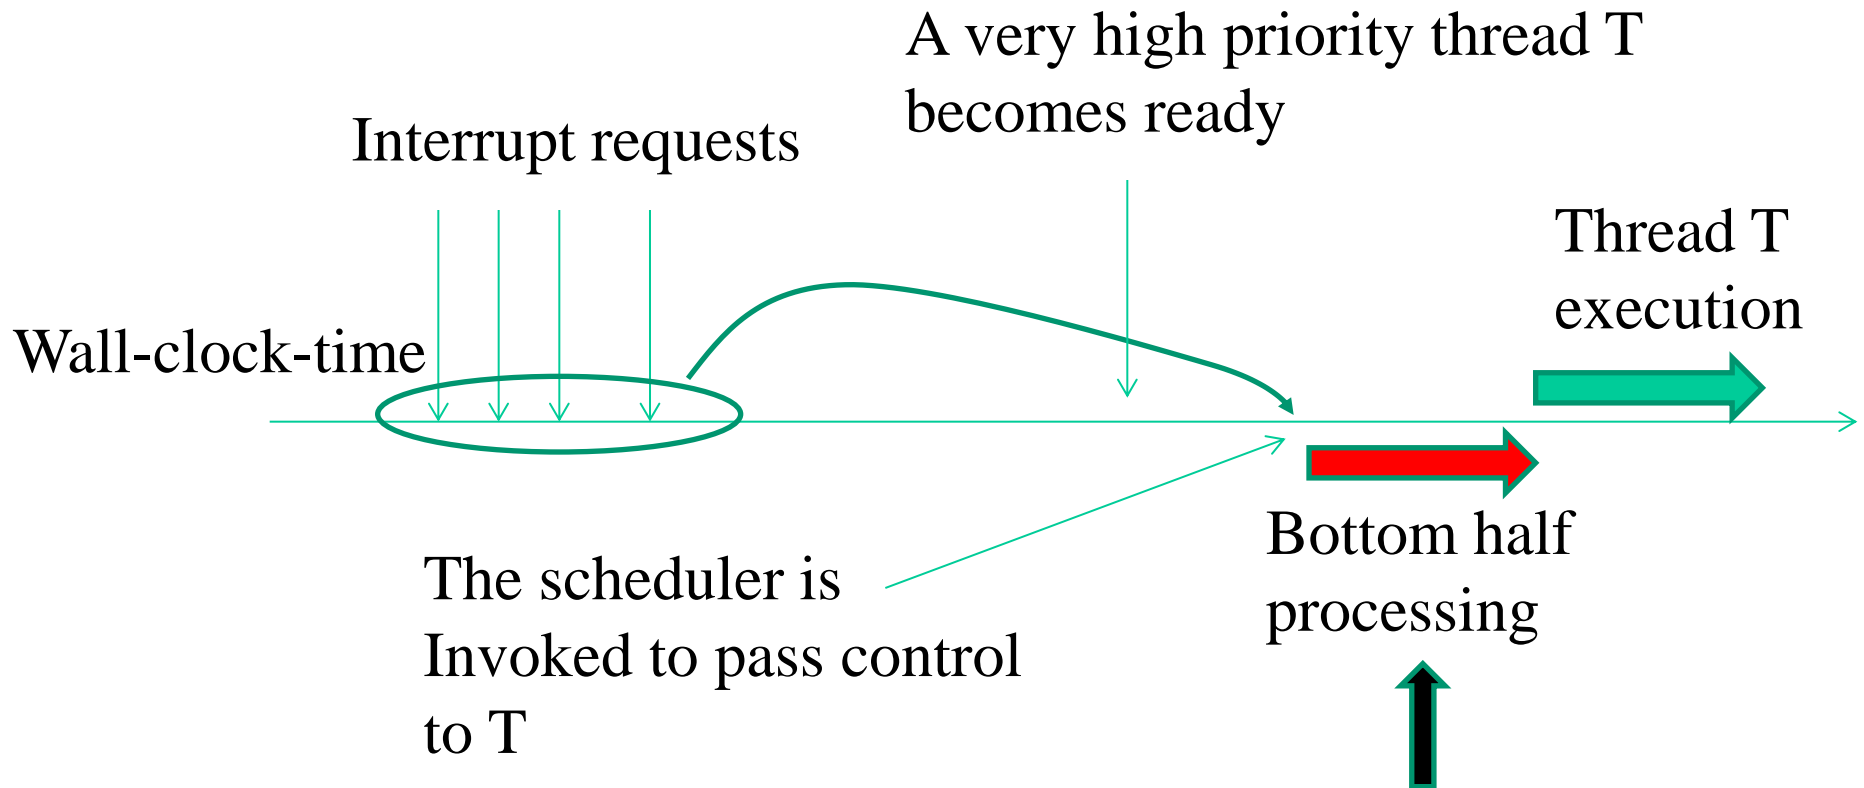 A very high priority thread T
becomes ready
Interrupt requests
Thread T
execution
Wall-clock-time
Bottom half
processing
The scheduler is
Invoked to pass control
to T